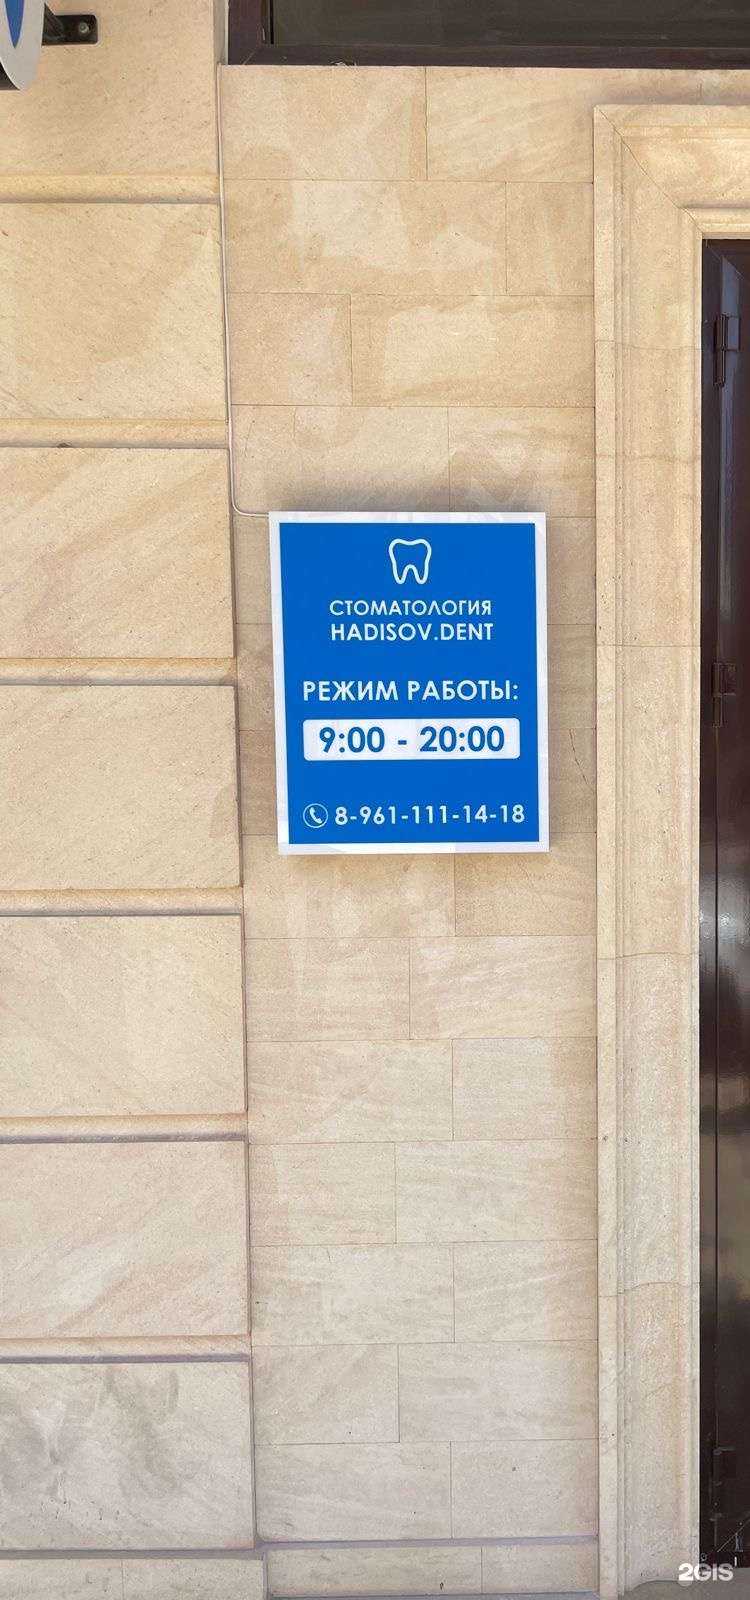 СТОМАТОЛОГИЯ
HADISOV.DENT
РЕЖИМ РАБОТЫ:
9:00 - 20:00
8-961-111-14-18
2GIS